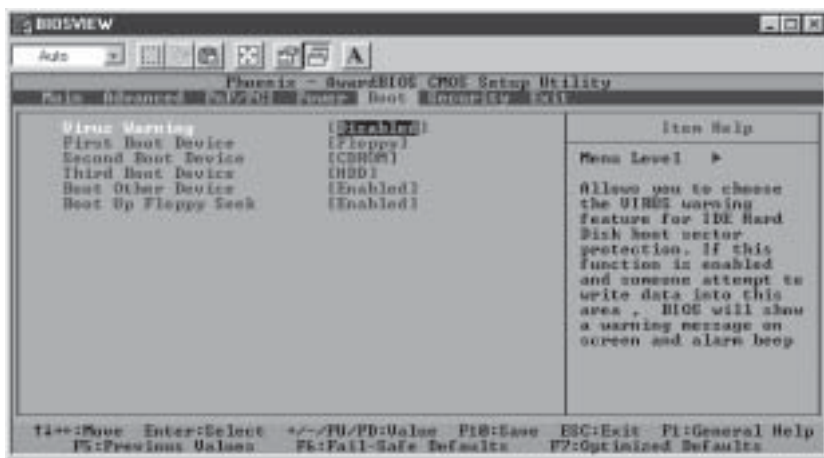 BIOSVIEW
Auto
A
Phoenix - AwardBIOS CMOS Setup Utility
Main Advanced PnP/PCI Power Boot Security Exit
Virus Warning [Disabled]
First Boot Device [Floppy]
Second Boot Device [CDROM]
Third Boot Device [HDD]
Boot Other Device [Enabled]
Boot Up Floppy Seek [Enabled]
Item Help
Menu Level ▶
Allows you to choose
the VIRUS warning
feature for IDE Hard
Disk boot sector
protection. If this
function is enabled
and someone attempt to
write data into this
area , BIOS will show
a warning message on
screen and alarm beep
↑↓→←:Move Enter:Select +/-/PU/PD:Value F10:Save ESC:Exit F1:General Help
F5:Previous Values F6:Fail-Safe Defaults F7:Optimized Defaults